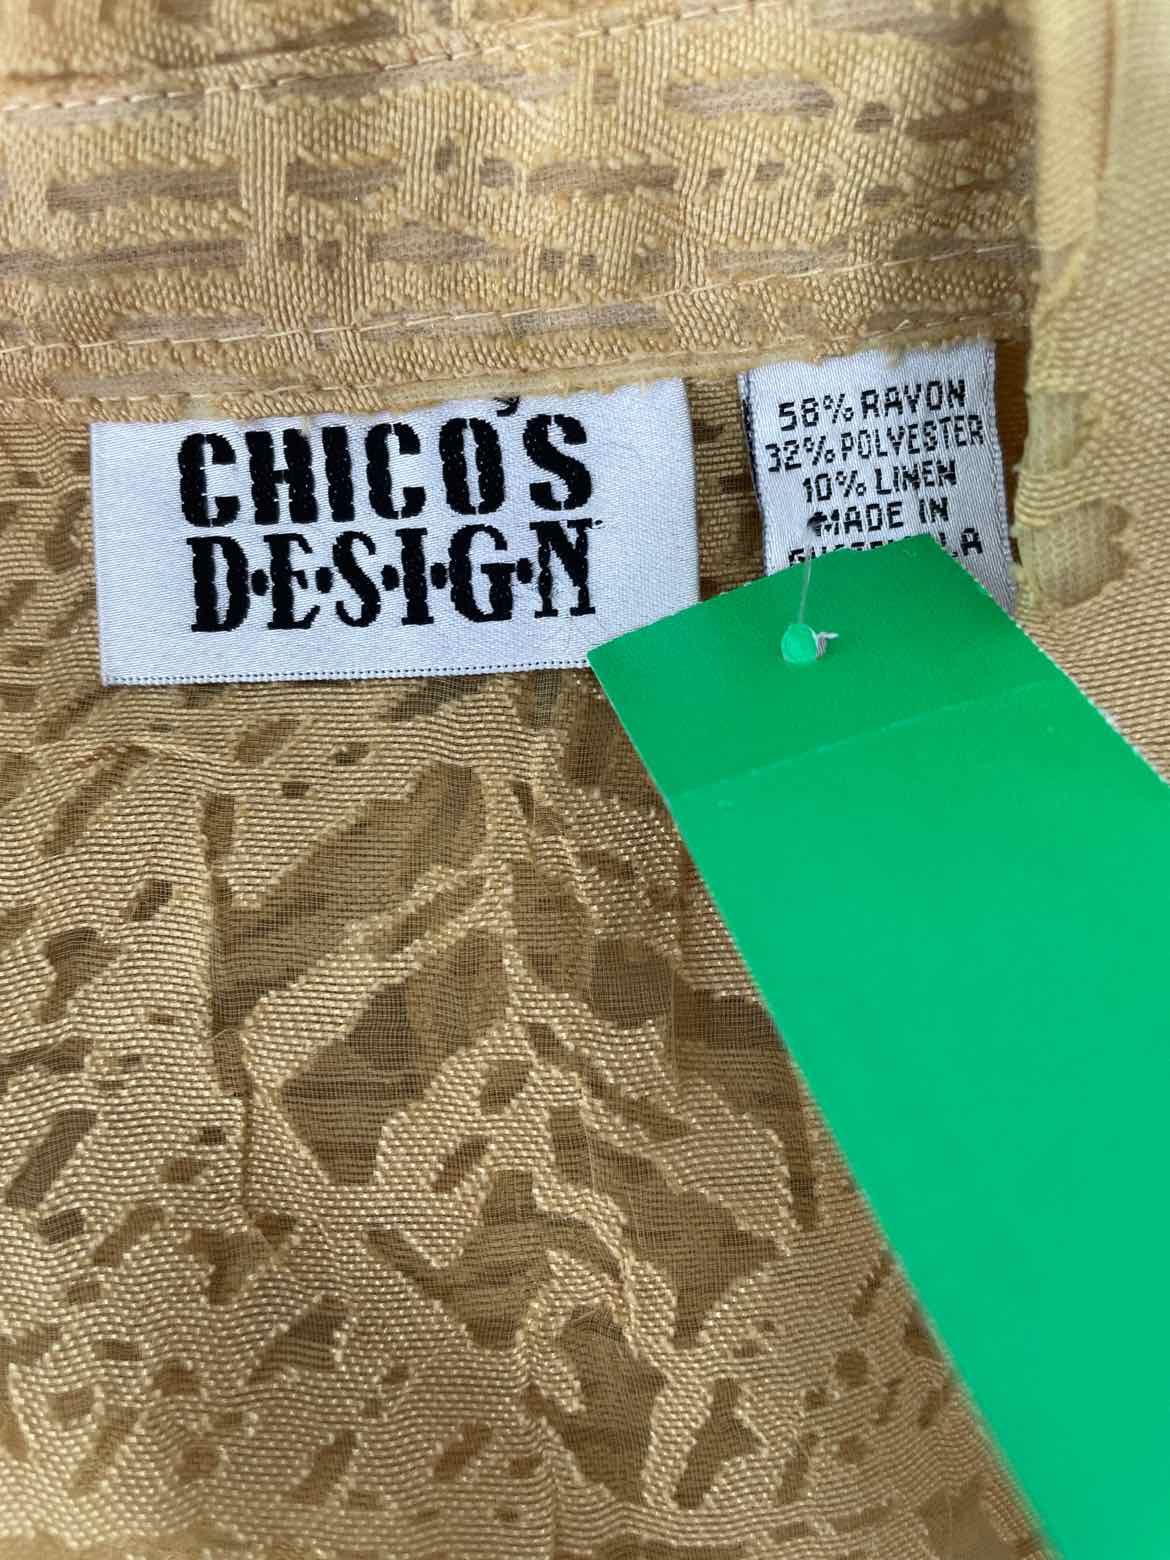 CHICO'S
D·E·S·I·G·N
58% RAYON
32% POLYESTER
10% LINEN
MADE IN